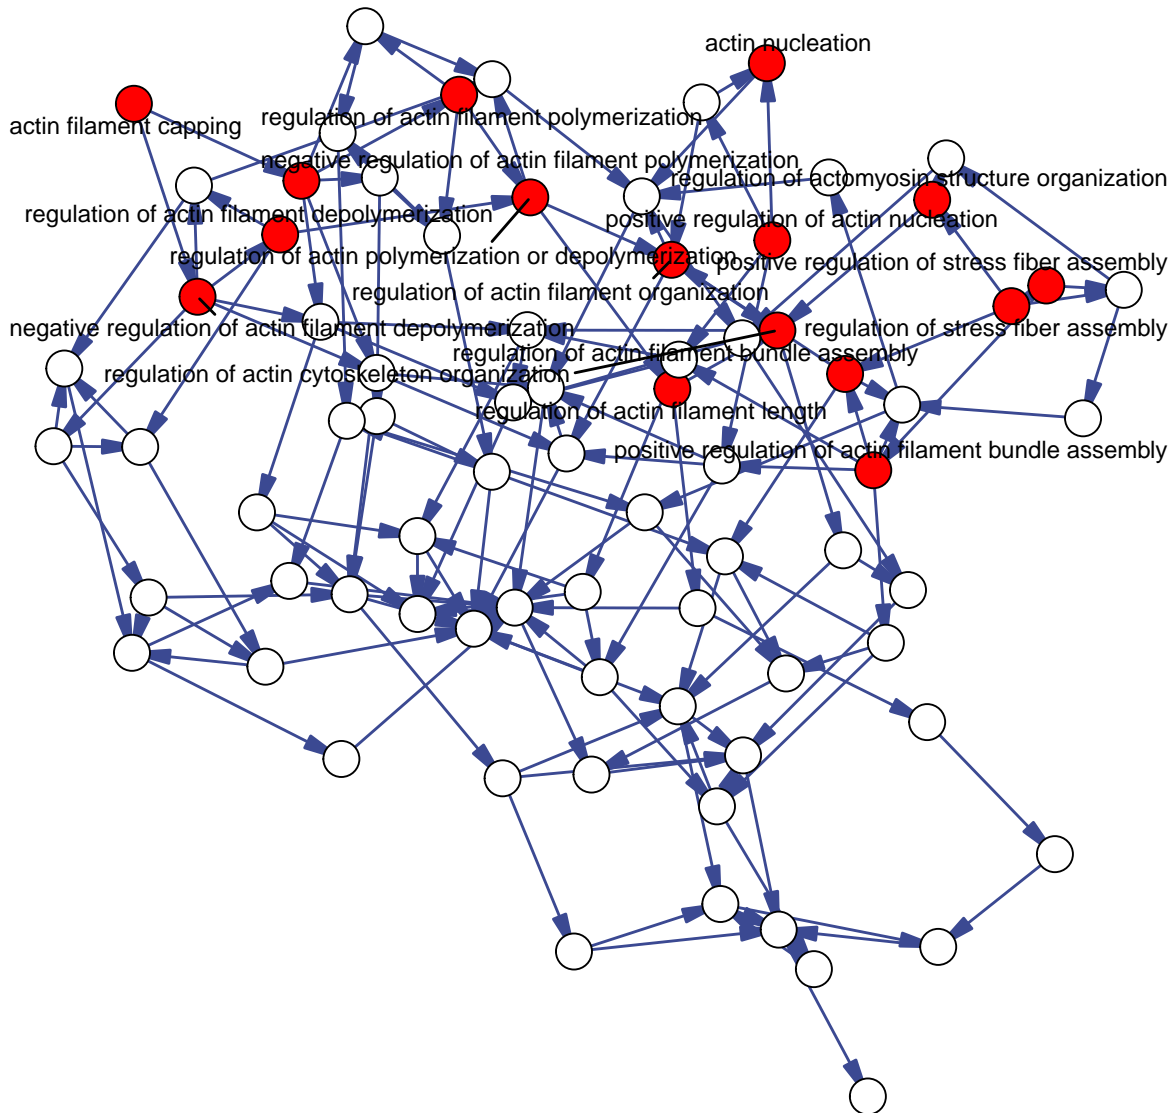 actin nucleation
actin filament capping
regulation of actin filament polymerization
negative regulation of actin filament polymerization
regulation of actomyosin structure organization
regulation of actin filament depolymerization
positive regulation of actin nucleation
regulation of actin polymerization or depolymerization
positive regulation of stress fiber assembly
regulation of actin filament organization
negative regulation of actin filament depolymerization
regulation of stress fiber assembly
regulation of actin filament bundle assembly
regulation of actin cytoskeleton organization
regulation of actin filament length
positive regulation of actin filament bundle assembly